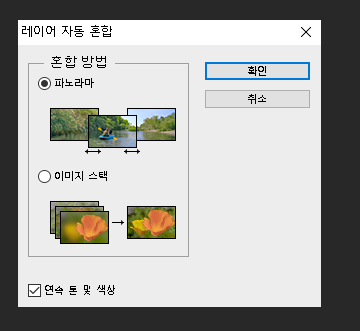 레이어 자동 혼합
혼합 방법
파노라마
이미지 스택
확인
취소
연속 톤 및 색상